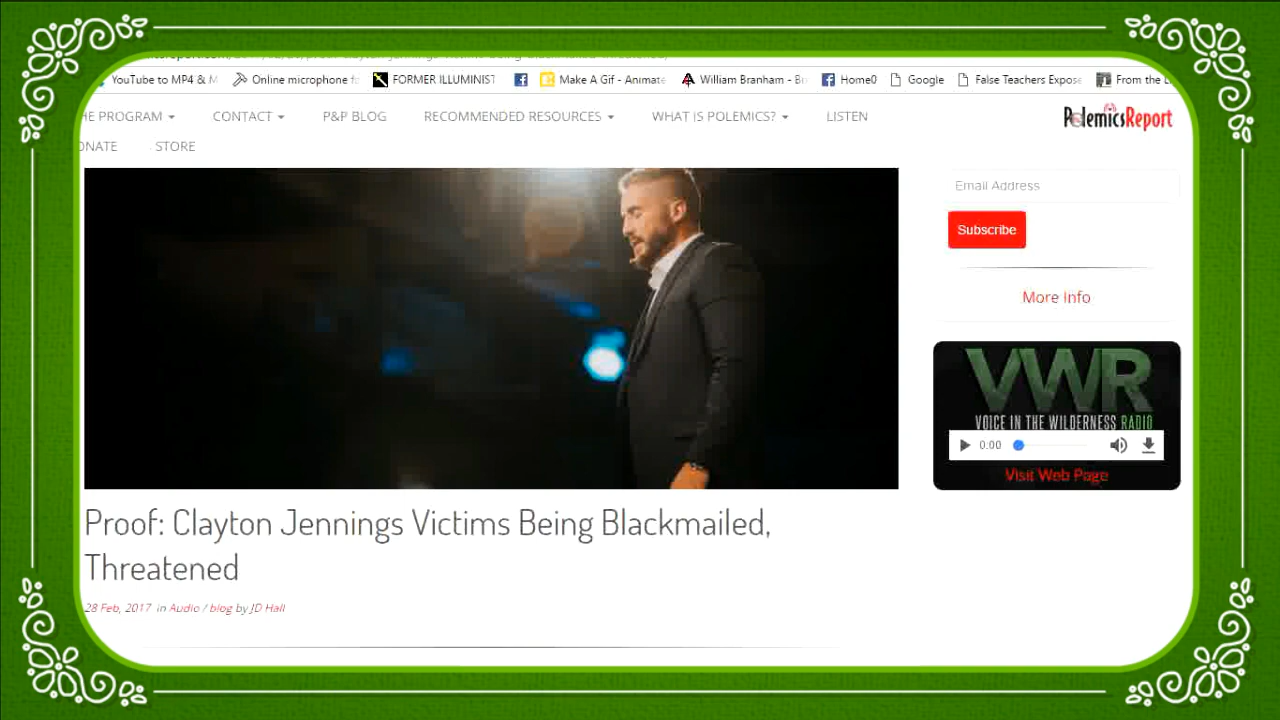 YouTube to MP4 & M Online microphone fo FORMER ILLUMINIST Make A Gif - Animate William Branham - Br Home0 Google False Teachers Expose From the L
HE PROGRAM CONTACT P&P BLOG RECOMMENDED RESOURCES WHAT IS POLEMICS? LISTEN
PolemicsReport
ONATE STORE
Email Address
Subscribe
More Info
VWR
VOICE IN THE WILDERNESS RADIO
0:00
Visit Web Page
Proof: Clayton Jennings Victims Being Blackmailed,
Threatened
28 Feb, 2017 in Audio / blog by JD Hall